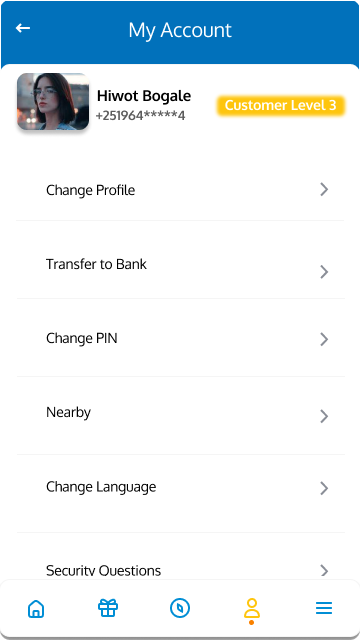 My Account
Hiwot Bogale
Customer Level 3
+251964*****4
Change Profile
Transfer to Bank
Change PIN
Nearby
Change Language
Security Questions